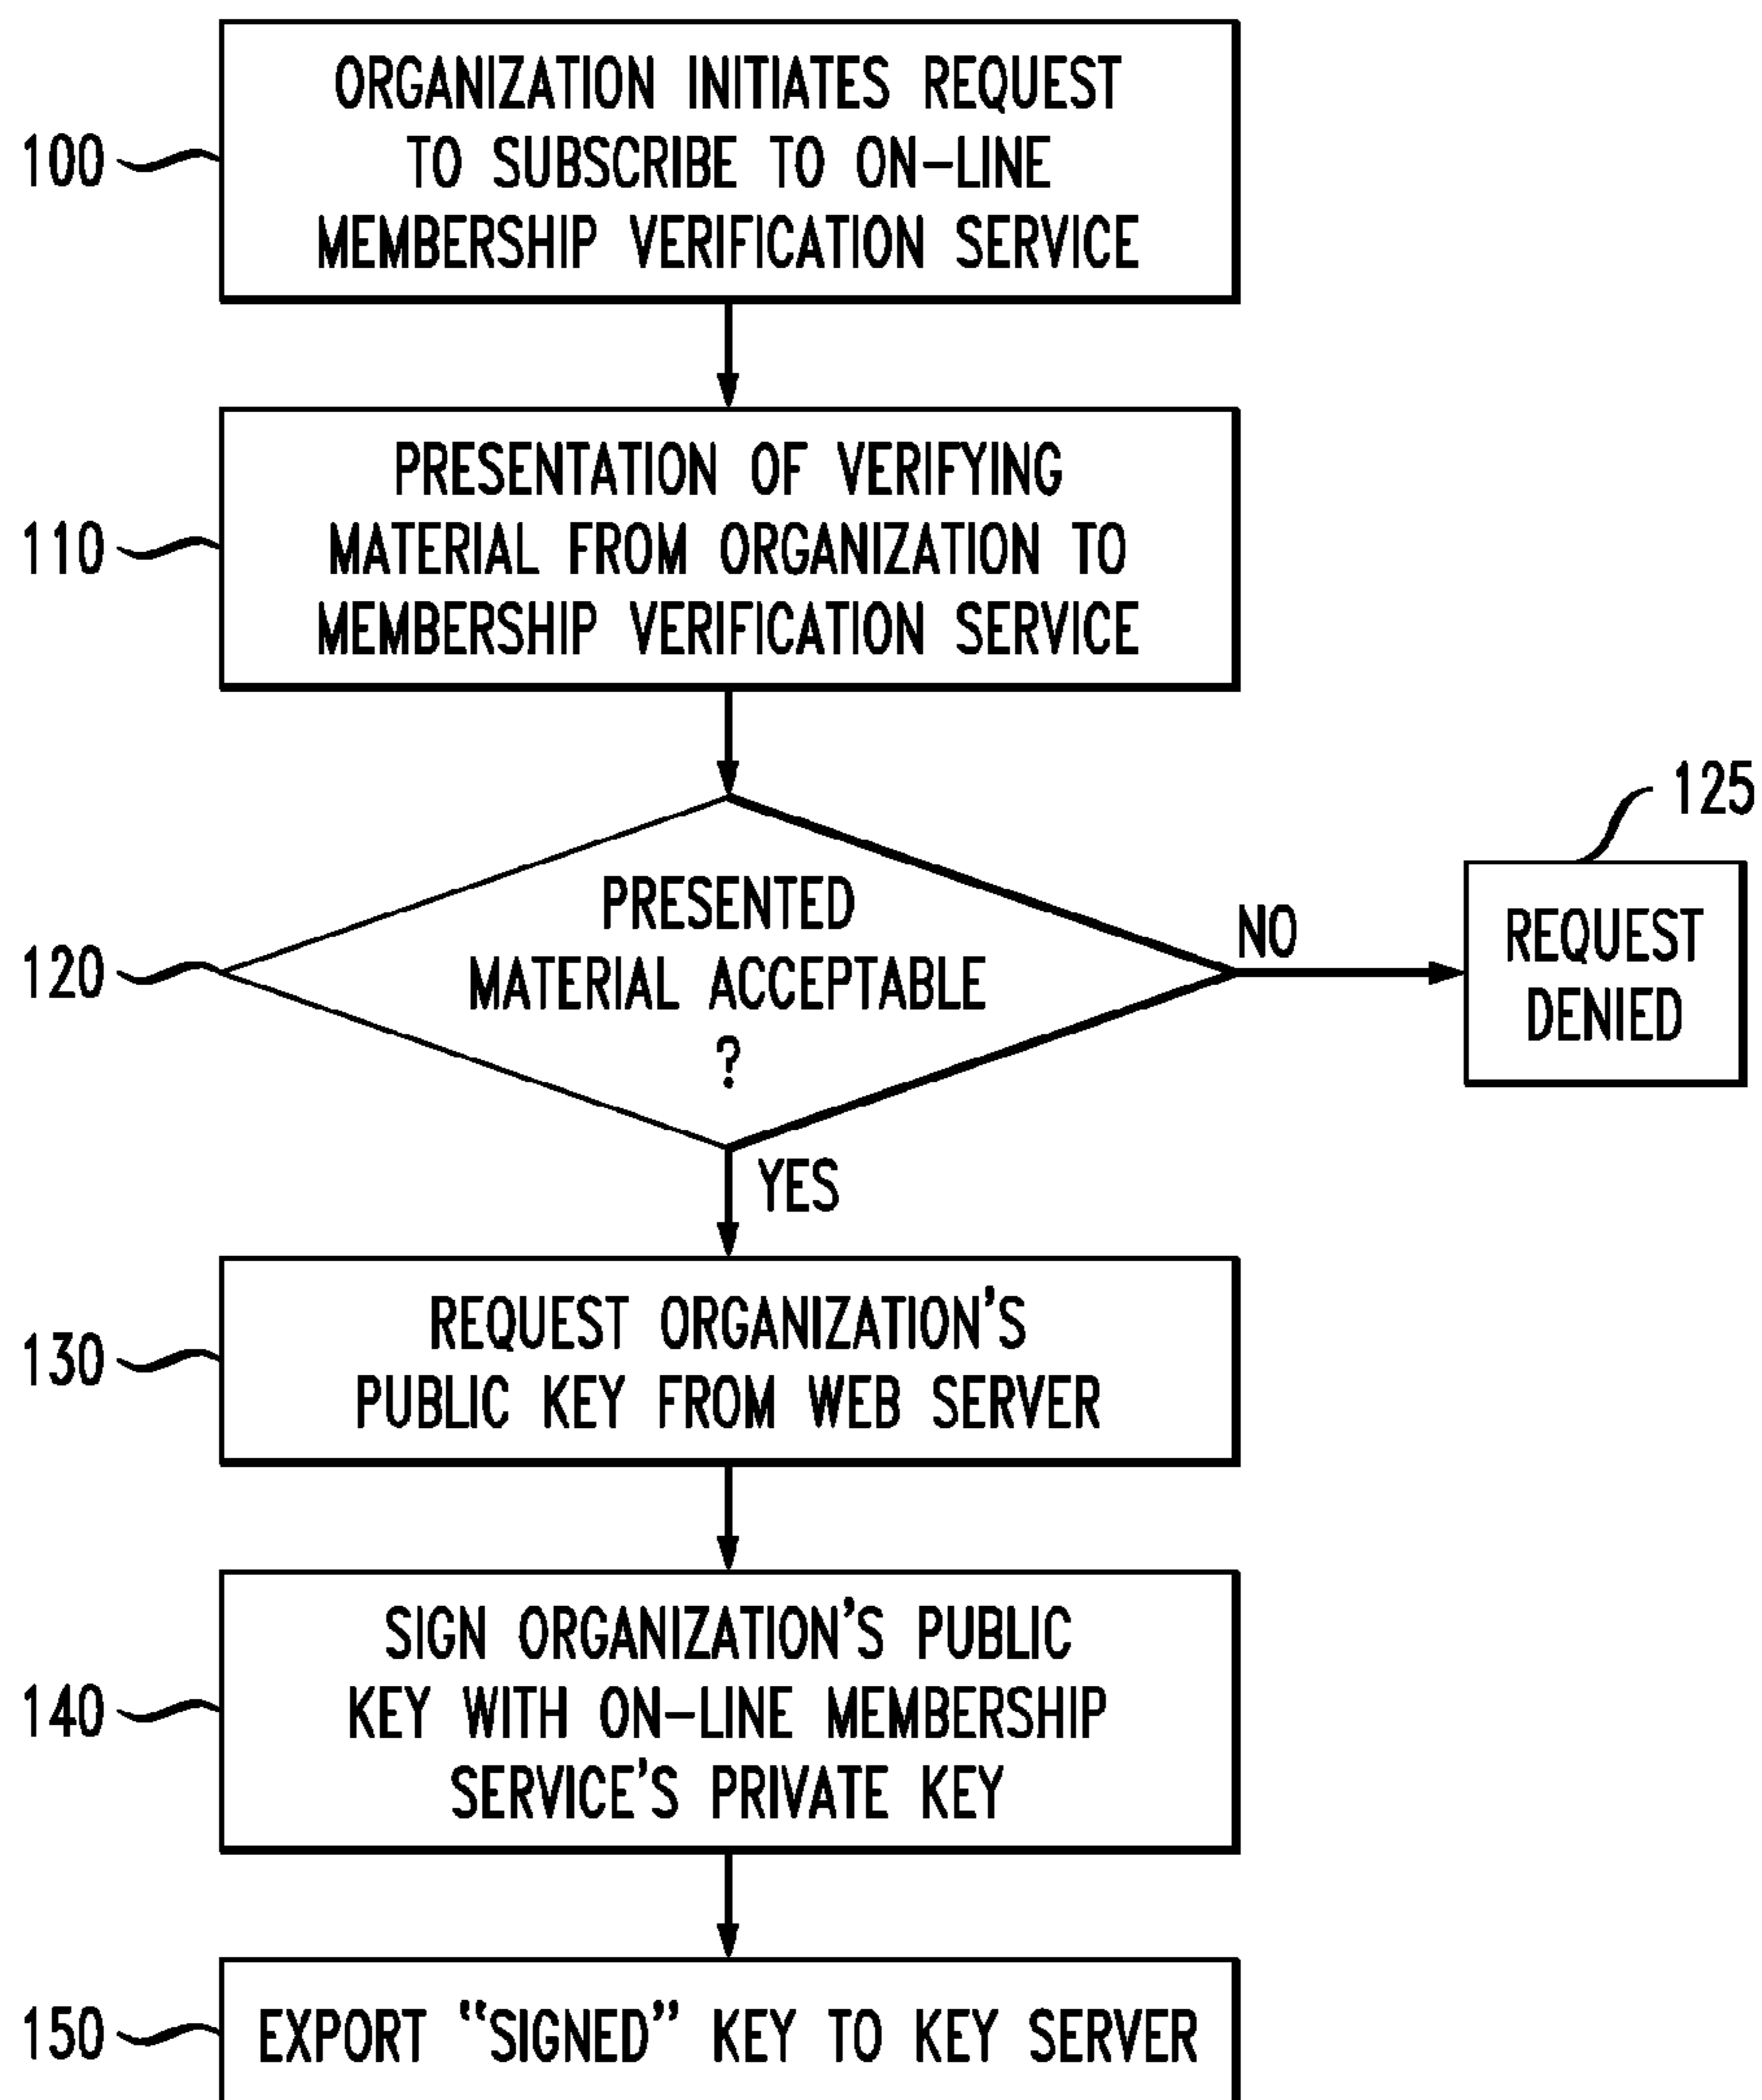 100
ORGANIZATION INITIATES REQUEST
TO SUBSCRIBE TO ON-LINE
MEMBERSHIP VERIFICATION SERVICE
110
PRESENTATION OF VERIFYING
MATERIAL FROM ORGANIZATION TO
MEMBERSHIP VERIFICATION SERVICE
120
PRESENTED
MATERIAL ACCEPTABLE
?
NO
125
REQUEST
DENIED
YES
130
REQUEST ORGANIZATION'S
PUBLIC KEY FROM WEB SERVER
140
SIGN ORGANIZATION'S PUBLIC
KEY WITH ON-LINE MEMBERSHIP
SERVICE'S PRIVATE KEY
150
EXPORT "SIGNED" KEY TO KEY SERVER